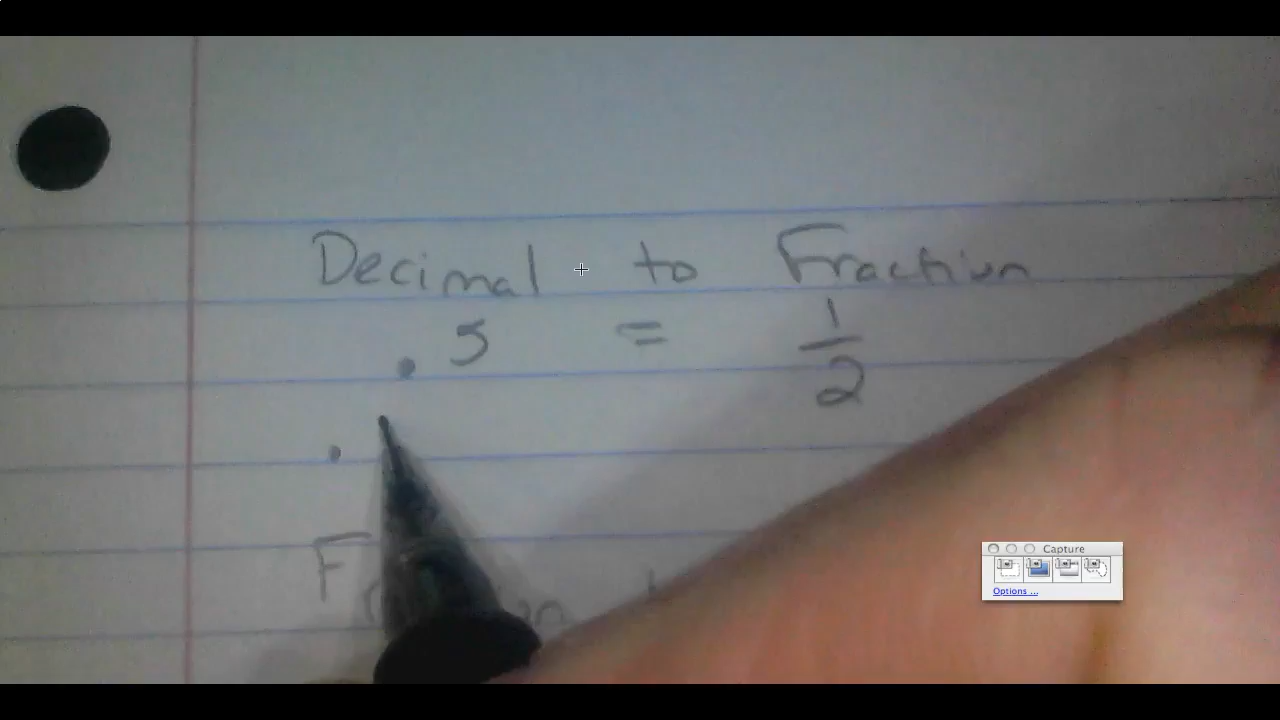 Decimal to Fraction
.5 = 1/2
.
Capture
Options ...